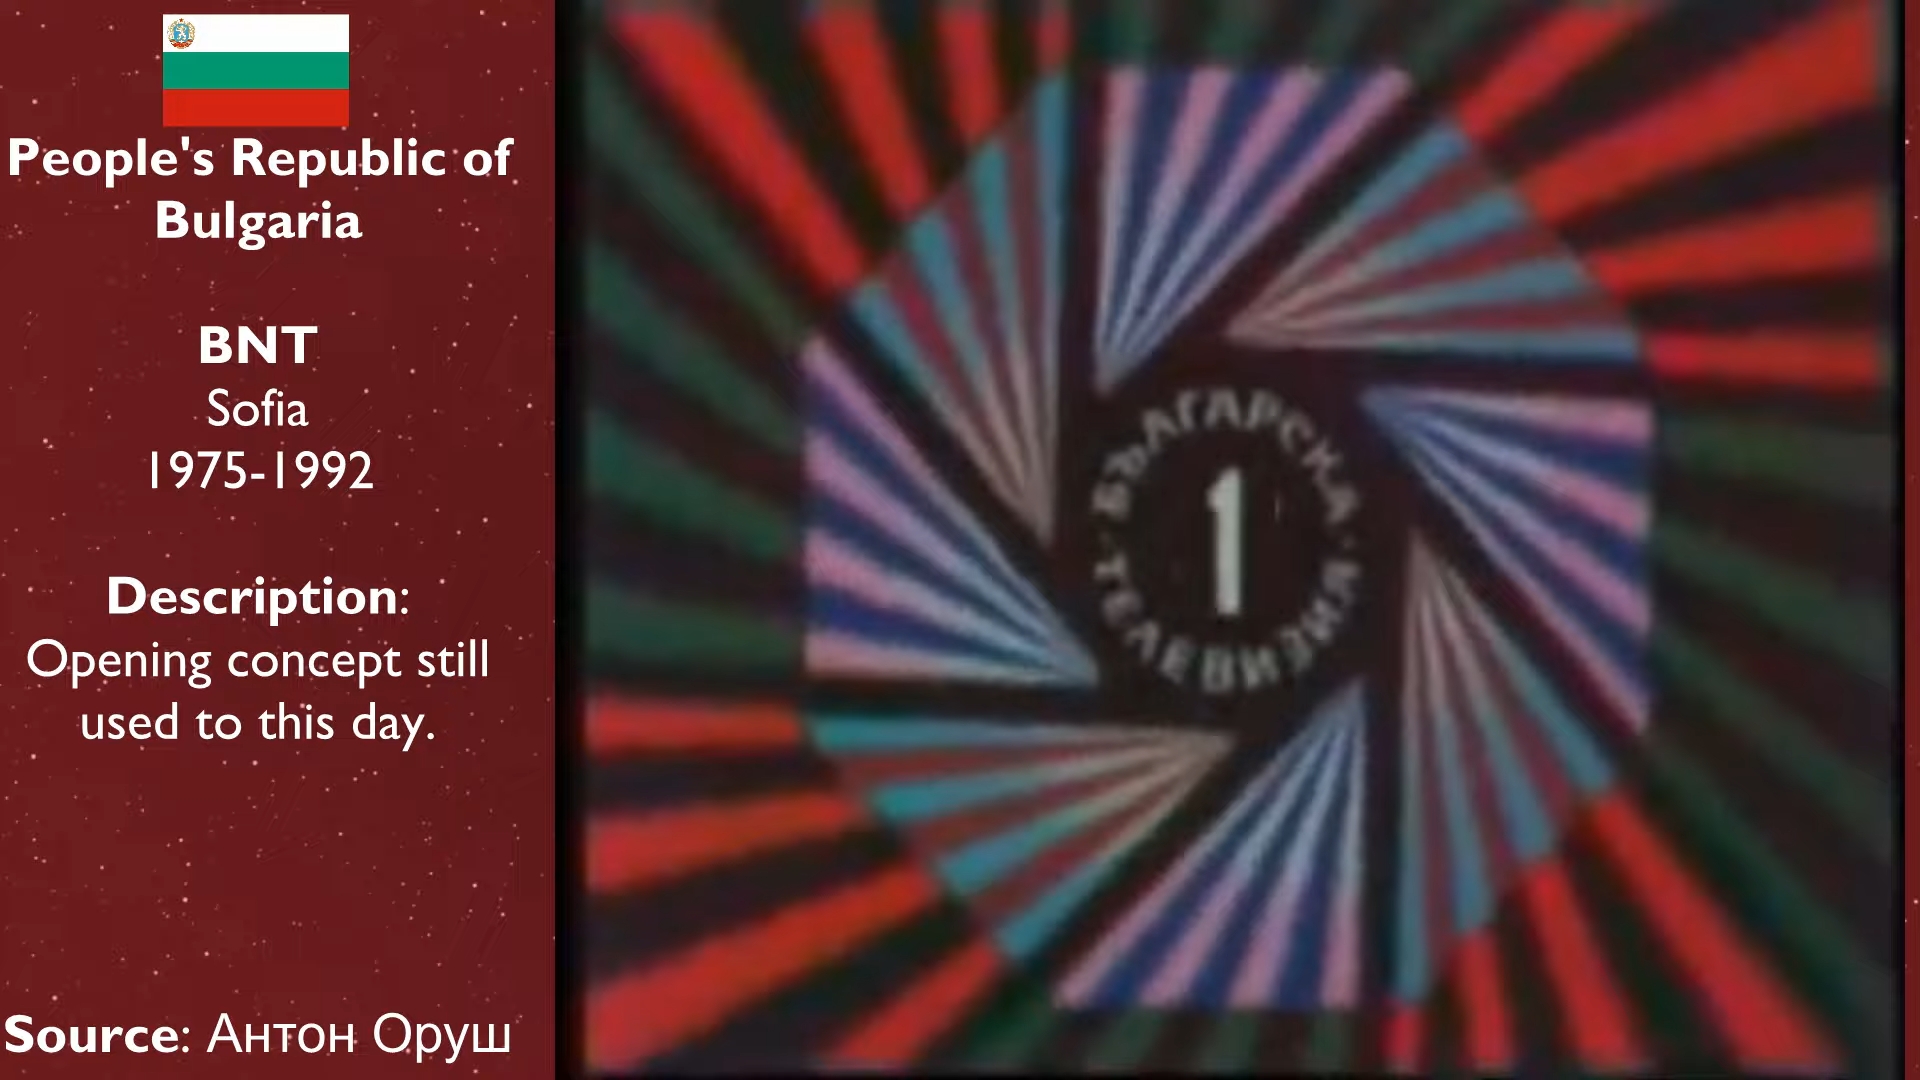 People's Republic of
Bulgaria
BNT
Sofia
1975-1992
Description:
Opening concept still
used to this day.
Source: Антон Оруш
БЪЛГАРСКА
1
ТЕЛЕВИЗИЯ